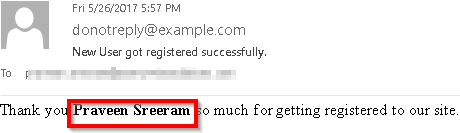 Fri 5/26/2017 5:57 PM
donotreply@example.com
New User got registered successfully.
To
Thank you Praveen Sreeram so much for getting registered to our site.